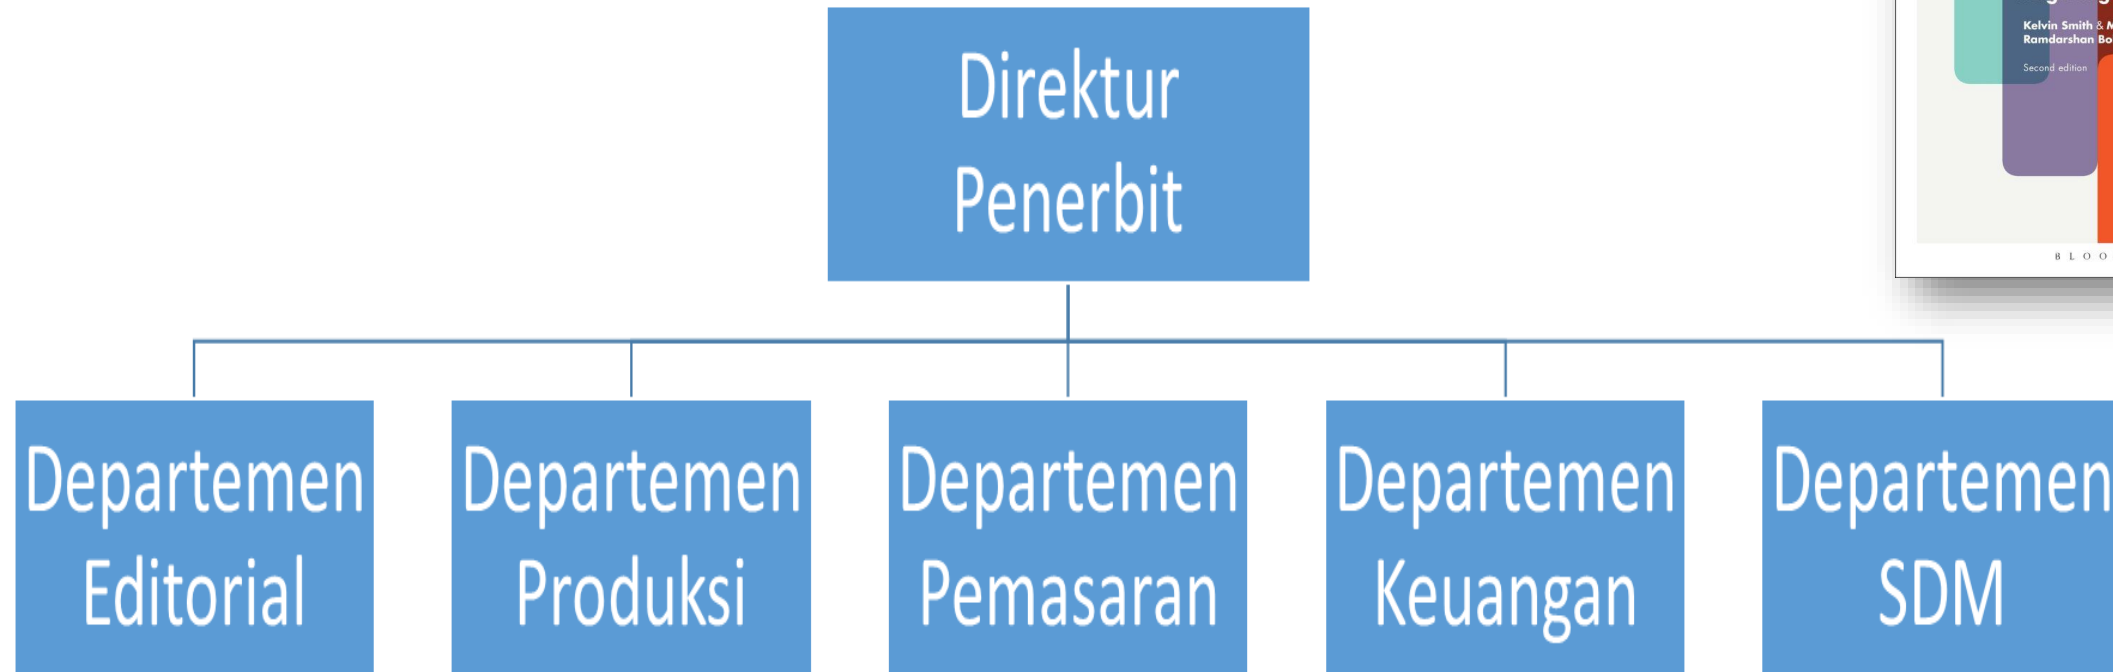 Direktur
Penerbit
Kelvin Smith &
Ramdarshan
Second edition
Departemen
Editorial
Departemen
Produksi
Departemen
Pemasaran
Departemen
Keuangan
Departemen
SDM